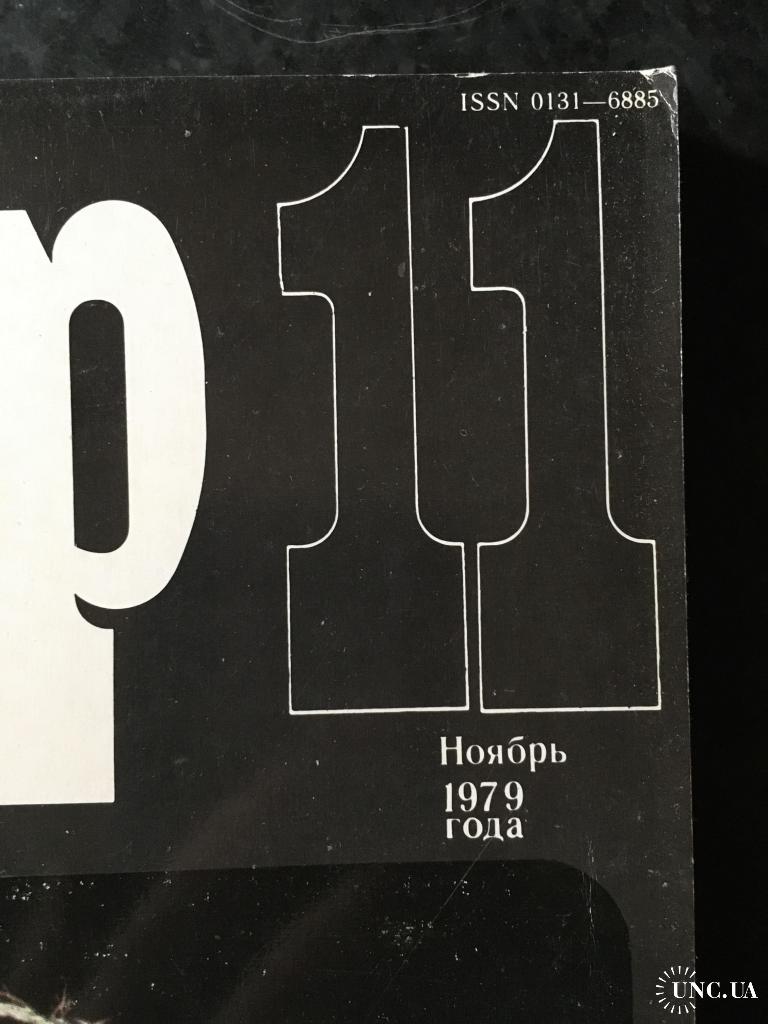 ISSN 0131—6885
р 11
Ноябрь
1979
года
UNC.UA